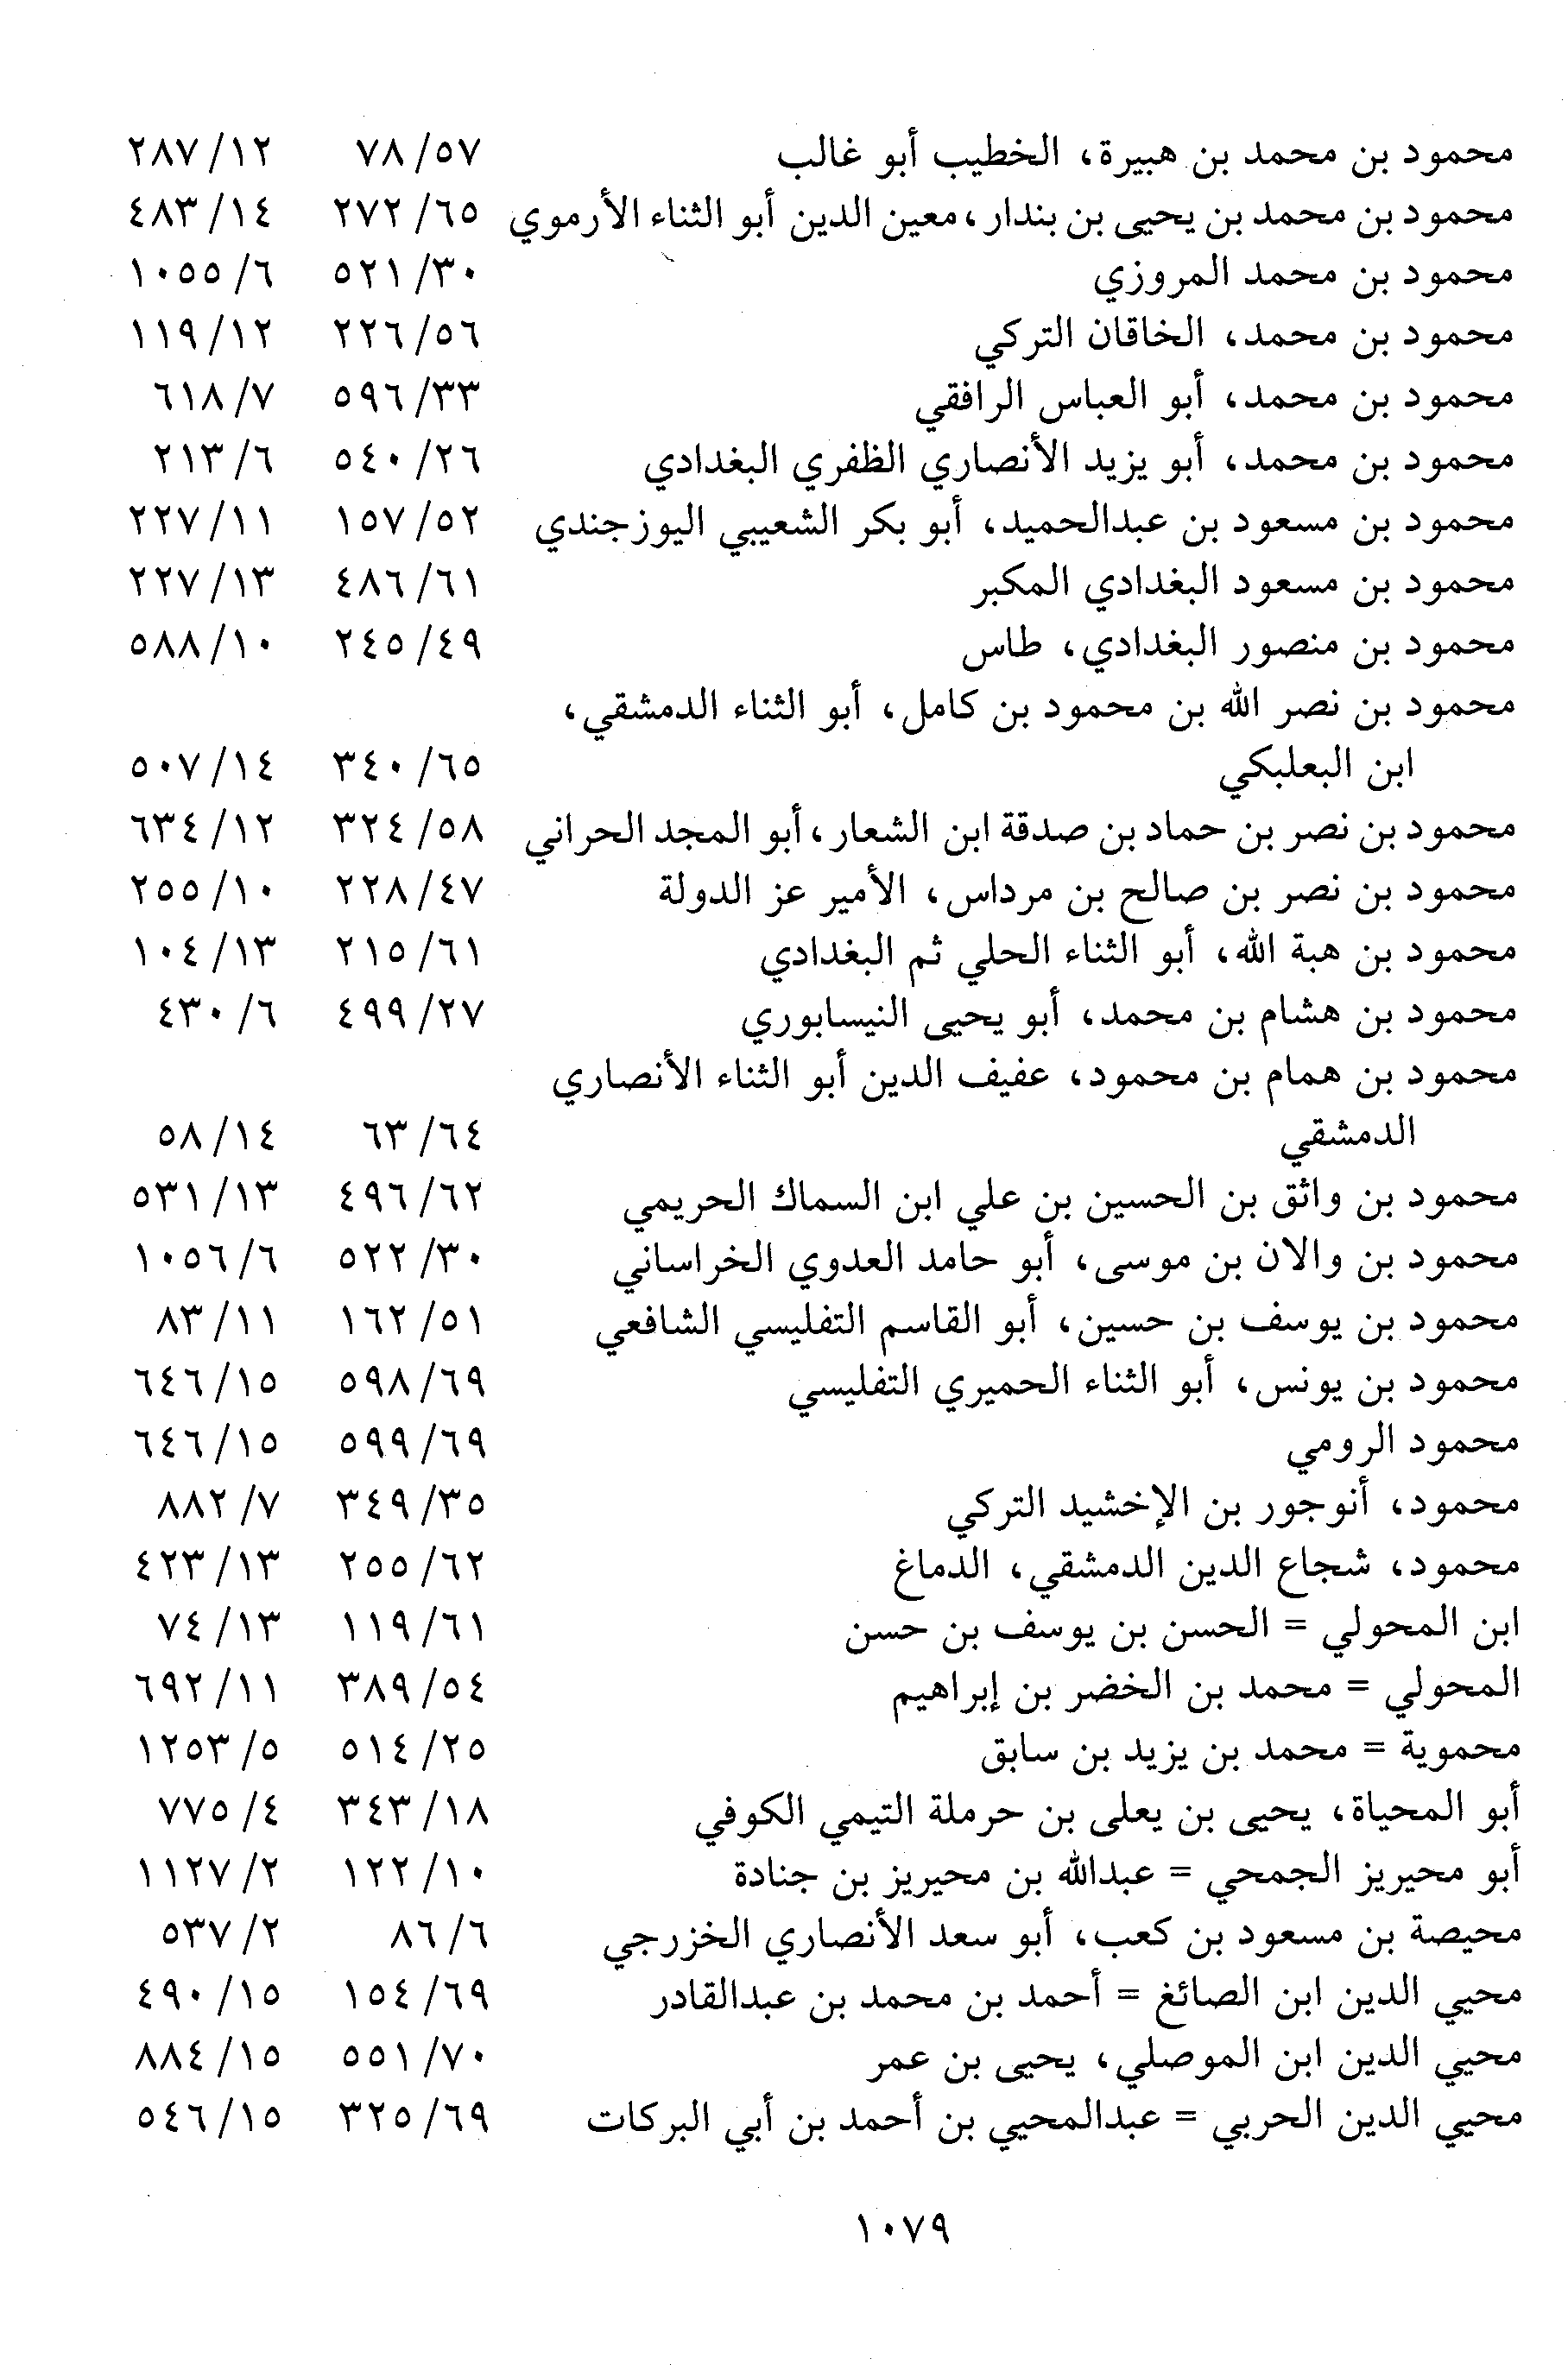 محمود بن محمد بن هبيرة، الخطيب أبو غالب ٧٨/٥٧ ٢٨٧/١٢
محمود بن محمد بن يحيى بن بندار، معين الدين أبو الثناء الأرموي ٢٧٢/٦٥ ٤٨٣/١٤
محمود بن محمد المروزي ٥٢١/٣٠ ١٠٥٥/٦
محمود بن محمد، الخاقان التركي ٢٢٦/٥٦ ١١٩/١٢
محمود بن محمد، أبو العباس الرافقي ٥٩٦/٣٣ ٦١٨/٧
محمود بن محمد، أبو يزيد الأنصاري الظفري البغدادي ٥٤٠/٢٦ ٢١٣/٦
محمود بن مسعود بن عبدالحميد، أبو بكر الشعيبي اليوزجندي ١٥٧/٥٢ ٢٢٧/١١
محمود بن مسعود البغدادي المكبر ٤٨٦/٦١ ٢٢٧/١٣
محمود بن منصور البغدادي، طاس ٢٤٥/٤٩ ٥٨٨/١٠
محمود بن نصر الله بن محمود بن كامل، أبو الثناء الدمشقي،
ابن البعلبكي ٣٤٠/٦٥ ٥٠٧/١٤
محمود بن نصر بن حماد بن صدقة ابن الشعار، أبو المجد الحراني ٣٢٤/٥٨ ٦٣٤/١٢
محمود بن نصر بن صالح بن مرداس، الأمير عز الدولة ٢٢٨/٤٧ ٢٥٥/١٠
محمود بن هبة الله، أبو الثناء الحلي ثم البغدادي ٢١٥/٦١ ١٠٤/١٣
محمود بن هشام بن محمد، أبو يحيى النيسابوري ٤٩٩/٢٧ ٤٣٠/٦
محمود بن همام بن محمود، عفيف الدين أبو الثناء الأنصاري
الدمشقي ٦٣/٦٤ ٥٨/١٤
محمود بن واثق بن الحسين بن علي ابن السماك الحريمي ٤٩٦/٦٢ ٥٣١/١٣
محمود بن والان بن موسى، أبو حامد العدوي الخراساني ٥٢٢/٣٠ ١٠٥٦/٦
محمود بن يوسف بن حسين، أبو القاسم التفليسي الشافعي ١٦٢/٥١ ٨٣/١١
محمود بن يونس، أبو الثناء الحميري التفليسي ٥٩٨/٦٩ ٦٤٦/١٥
محمود الرومي ٥٩٩/٦٩ ٦٤٦/١٥
محمود، أنوجور بن الإخشيد التركي ٣٤٩/٣٥ ٨٨٢/٧
محمود، شجاع الدين الدمشقي، الدماغ ٢٥٥/٦٢ ٤٢٣/١٣
ابن المحولي = الحسن بن يوسف بن حسن ١١٩/٦١ ٧٤/١٣
المحولي = محمد بن الخضر بن إبراهيم ٣٨٩/٥٤ ٦٩٢/١١
محموية = محمد بن يزيد بن سابق ٥١٤/٢٥ ١٢٥٣/٥
أبو المحياة، يحيى بن يعلى بن حرملة التيمي الكوفي ٣٤٣/١٨ ٧٧٥/٤
أبو محيريز الجمحي = عبدالله بن محيريز بن جنادة ١٢٢/١٠ ١١٢٧/٢
محيصة بن مسعود بن كعب، أبو سعد الأنصاري الخزرجي ٨٦/٦ ٥٣٧/٢
محيي الدين ابن الصائغ = أحمد بن محمد بن عبدالقادر ١٥٤/٦٩ ٤٩٠/١٥
محيي الدين ابن الموصلي، يحيى بن عمر ٥٥١/٧٠ ٨٨٤/١٥
محيي الدين الحربي = عبدالمحيي بن أحمد بن أبي البركات ٣٢٥/٦٩ ٥٤٦/١٥
١٠٧٩